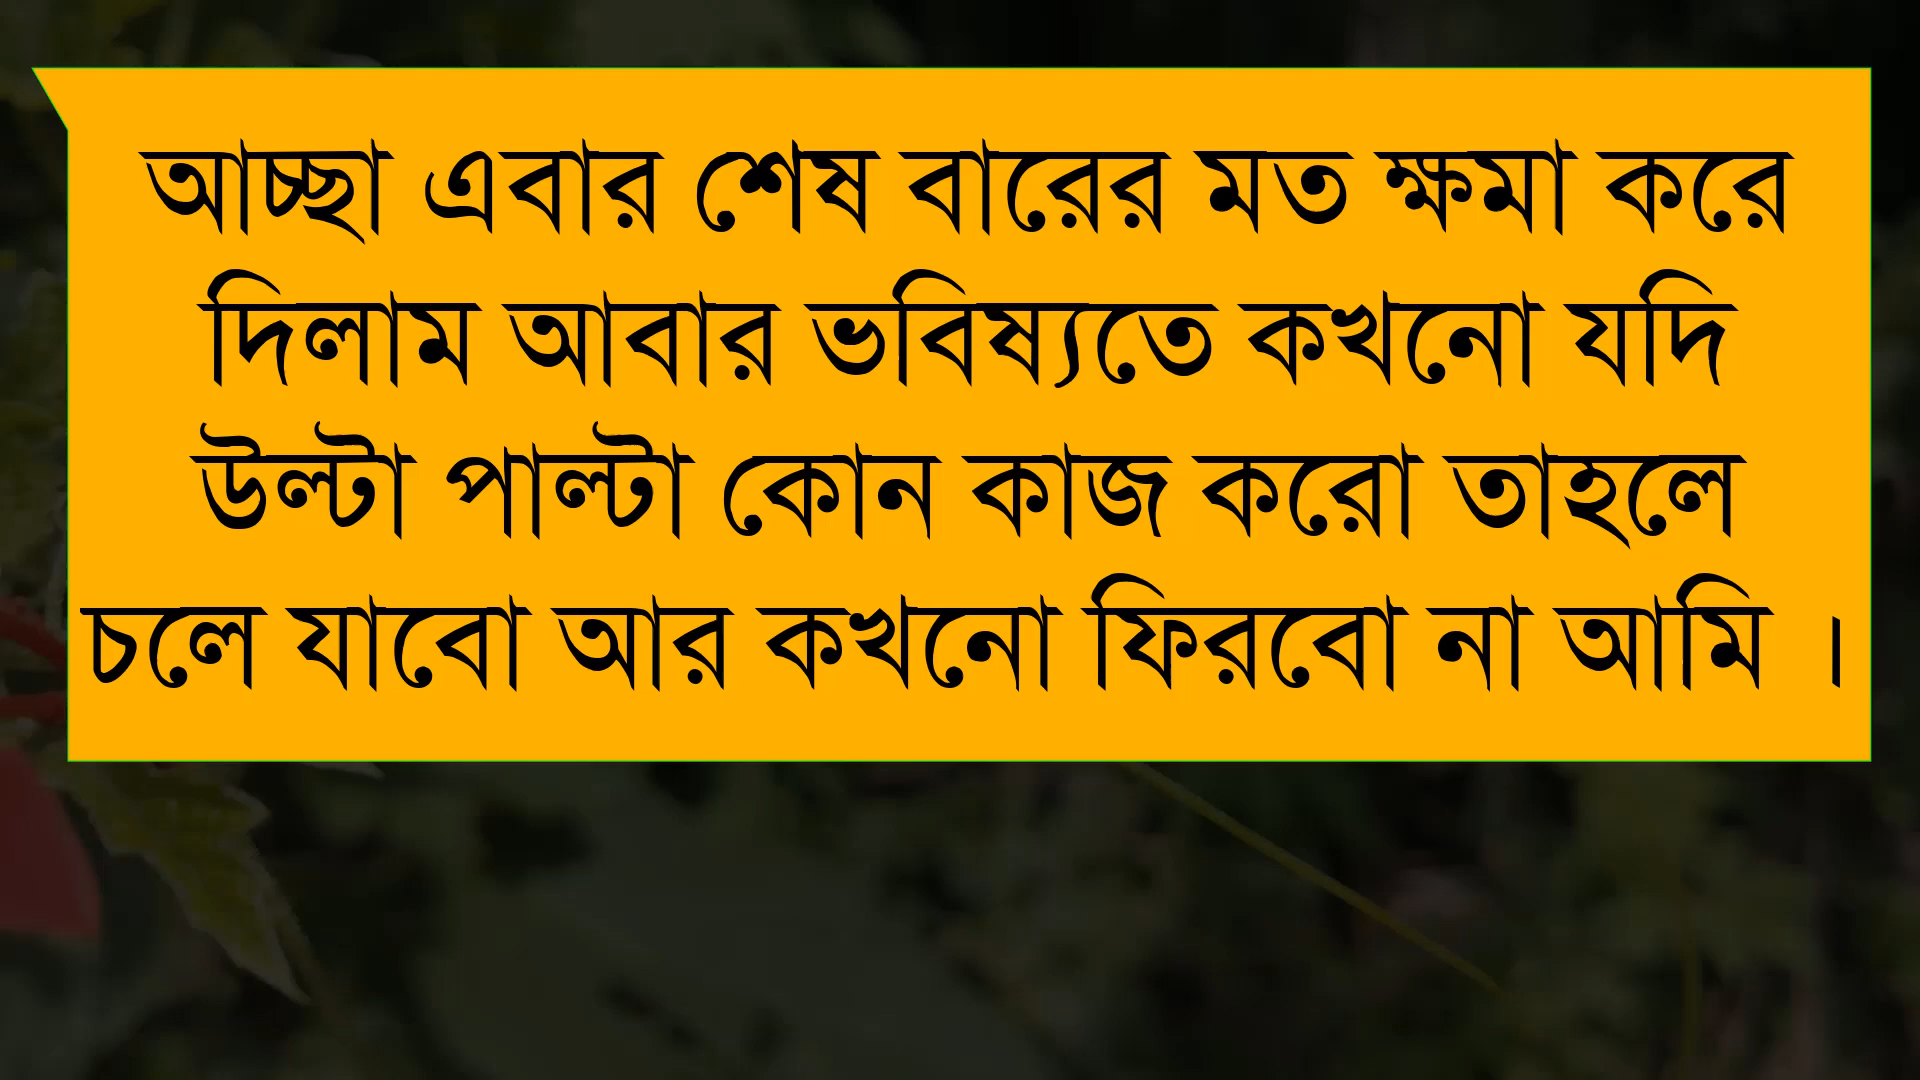 আচ্ছা এবার শেষ বারের মত ক্ষমা করে
দিলাম আবার ভবিষ্যতে কখনো যদি
উল্টা পাল্টা কোন কাজ করো তাহলে
চলে যাবো আর কখনো ফিরবো না আমি ।